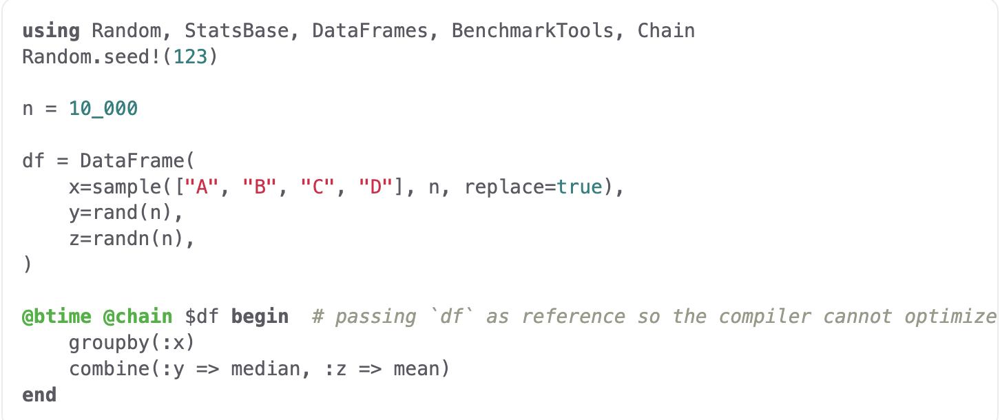 using Random, StatsBase, DataFrames, BenchmarkTools, Chain
Random.seed!(123)

n = 10_000

df = DataFrame(
    x=sample(["A", "B", "C", "D"], n, replace=true),
    y=rand(n),
    z=randn(n),
)

@btime @chain $df begin  # passing `df` as reference so the compiler cannot optimize
    groupby(:x)
    combine(:y => median, :z => mean)
end